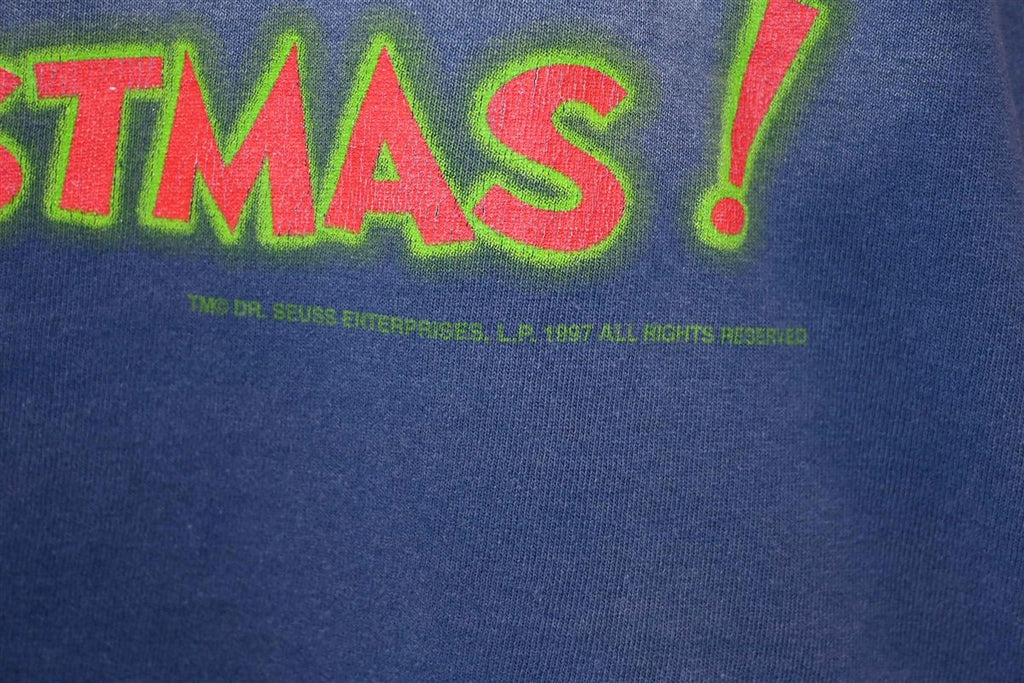 STMAS!
TM© DR. SEUSS ENTERPRISES, L.P. 1997 ALL RIGHTS RESERVED